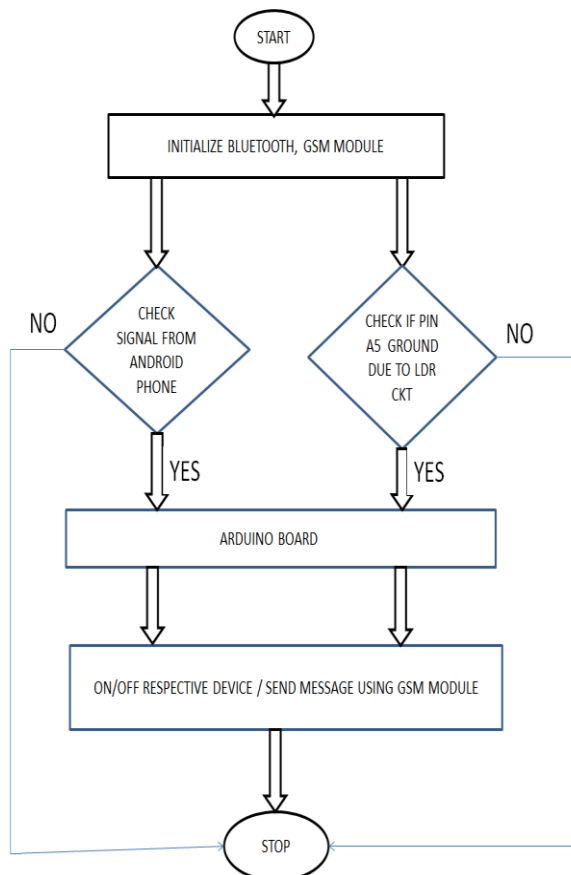 START
INITIALIZE BLUETOOTH, GSM MODULE
NO
CHECK
SIGNAL FROM
ANDROID
PHONE
YES
CHECK IF PIN
A5 GROUND
DUE TO LDR
CKT
NO
YES
ARDUINO BOARD
ON/OFF RESPECTIVE DEVICE / SEND MESSAGE USING GSM MODULE
STOP